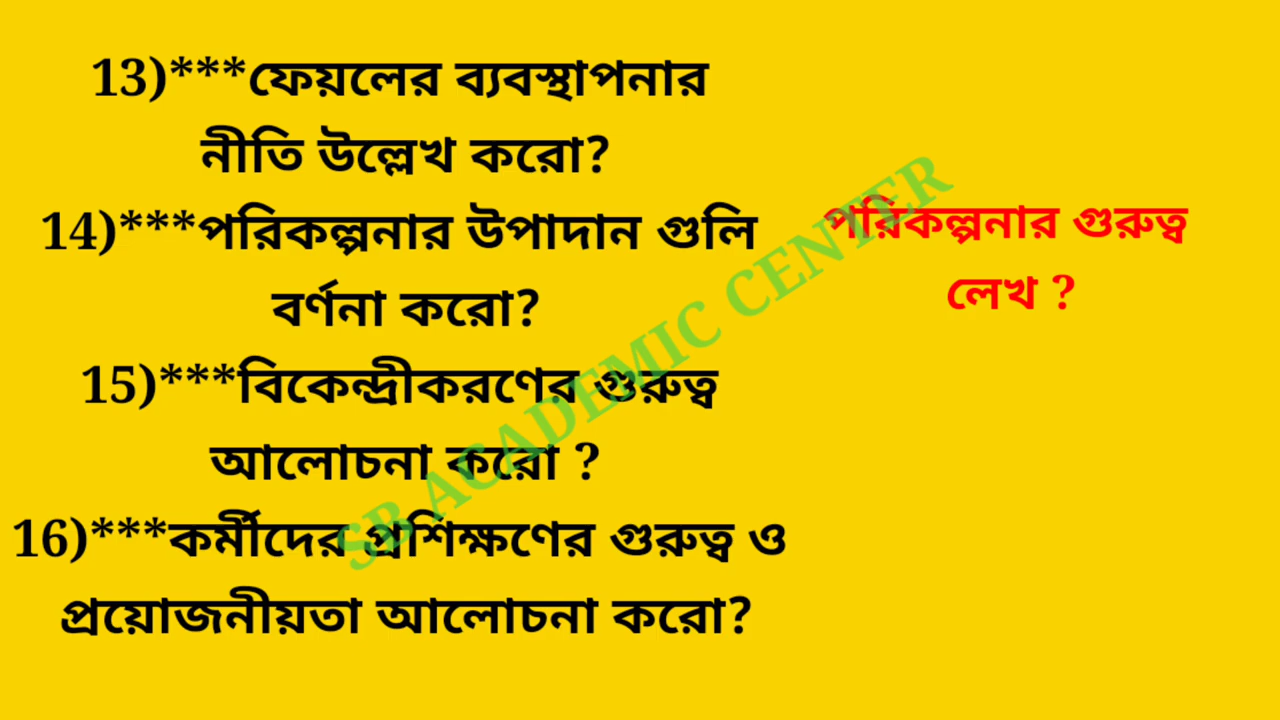 13)***ফেয়লের ব্যবস্থাপনার
নীতি উল্লেখ করো?
14)***পরিকল্পনার উপাদান গুলি
বর্ণনা করো?
15)***বিকেন্দ্রীকরণের গুরুত্ব
আলোচনা করো ?
16)***কর্মীদের প্রশিক্ষণের গুরুত্ব ও
প্রয়োজনীয়তা আলোচনা করো?
পরিকল্পনার গুরুত্ব
লেখ ?
SB ACADEMIC CENTER